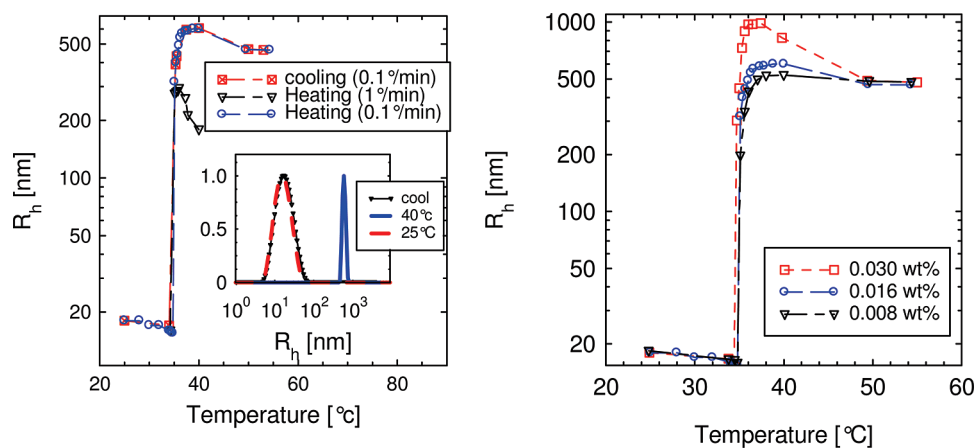 500
200
100
50
20
R_h [nm]
20 40 60 80
Temperature [°c]
cooling (0.1°/min)
Heating (1°/min)
Heating (0.1°/min)
1.0
0.5
0
10^0 10^1 10^2 10^3
R_h [nm]
cool
40°c
25°C
1000
500
200
100
50
20
R_h [nm]
20 30 40 50 60
Temperature [°C]
0.030 wt%
0.016 wt%
0.008 wt%